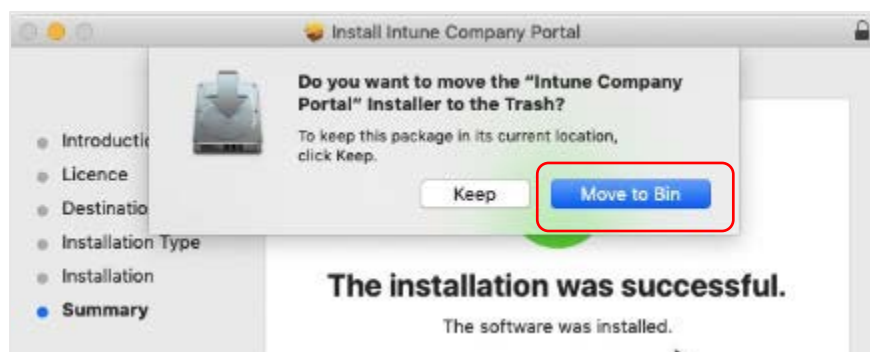 Install Intune Company Portal
Do you want to move the “Intune Company
Portal” Installer to the Trash?
To keep this package in its current location,
click Keep.
Keep
Move to Bin
Licence
Installation Type
Installation
Summary
The installation was successful.
The software was installed.